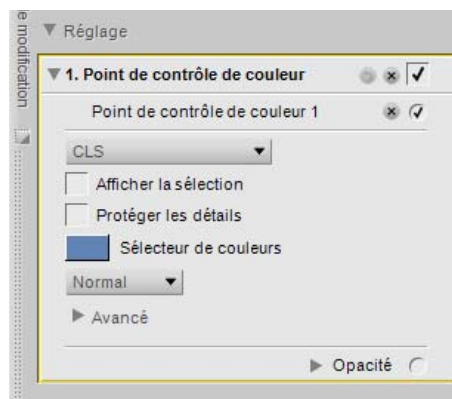 e modification
Réglage
1. Point de contrôle de couleur
Point de contrôle de couleur 1
CLS
Afficher la sélection
Protéger les détails
Sélecteur de couleurs
Normal
Avancé
Opacité